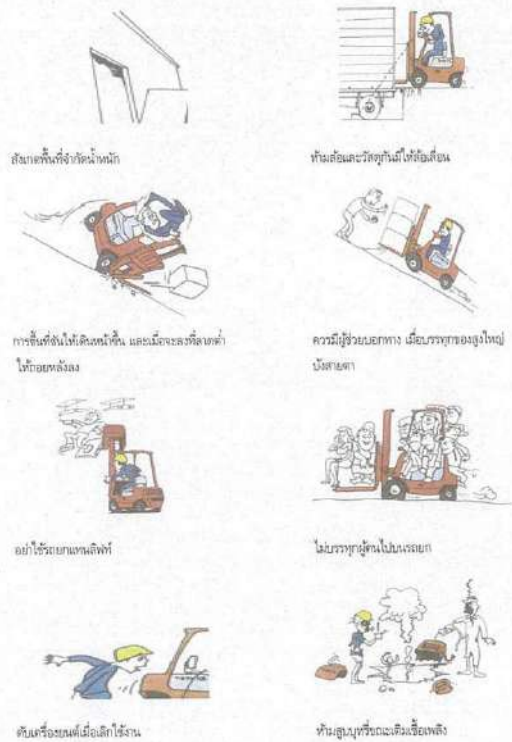 สังเกตพื้นที่จำกัดน้ำหนัก
ห้ามล้อและวัสดุกันมิให้ล้อเลื่อน
การขึ้นที่ชันให้เดินหน้าขึ้น และเมื่อจะลงที่ลาดต่ำ
ให้ถอยหลังลง
ควรมีผู้ช่วยบอกทาง เมื่อบรรทุกของสูงใหญ่
บังสายตา
อย่าใช้รถยกแทนลิฟท์
ไม่บรรทุกผู้คนไปบนรถยก
ดับเครื่องยนต์เมื่อเลิกใช้งาน
ห้ามสูบบุหรี่ขณะเติมเชื้อเพลิง